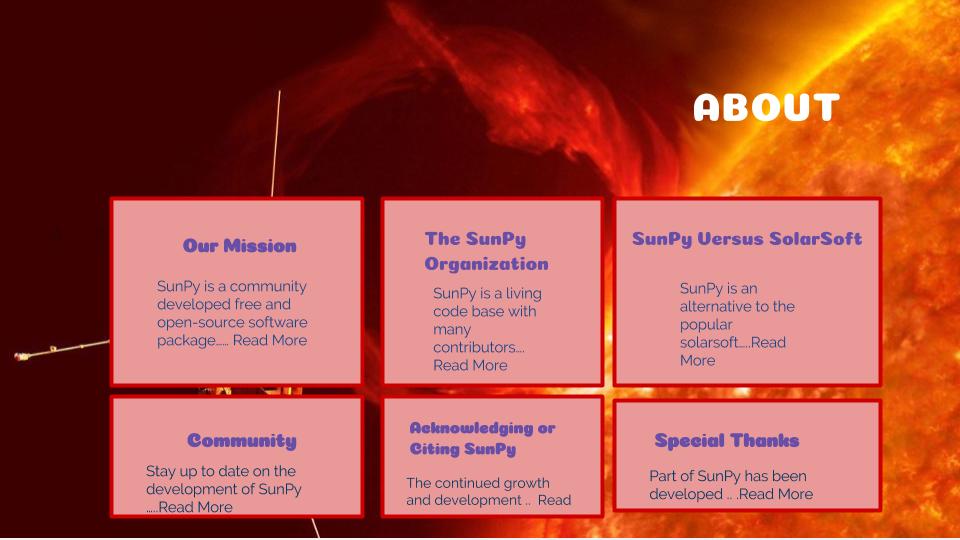 ABOUT
Our Mission
SunPy is a community
developed free and
open-source software
package...... Read More
The SunPy
Organization
SunPy is a living
code base with
many
contributors....
Read More
SunPy Versus SolarSoft
SunPy is an
alternative to the
popular
solarsoft.....Read
More
Community
Stay up to date on the
development of SunPy
.....Read More
Acknowledging or
Citing SunPy
The continued growth
and development .. Read
Special Thanks
Part of SunPy has been
developed .. .Read More